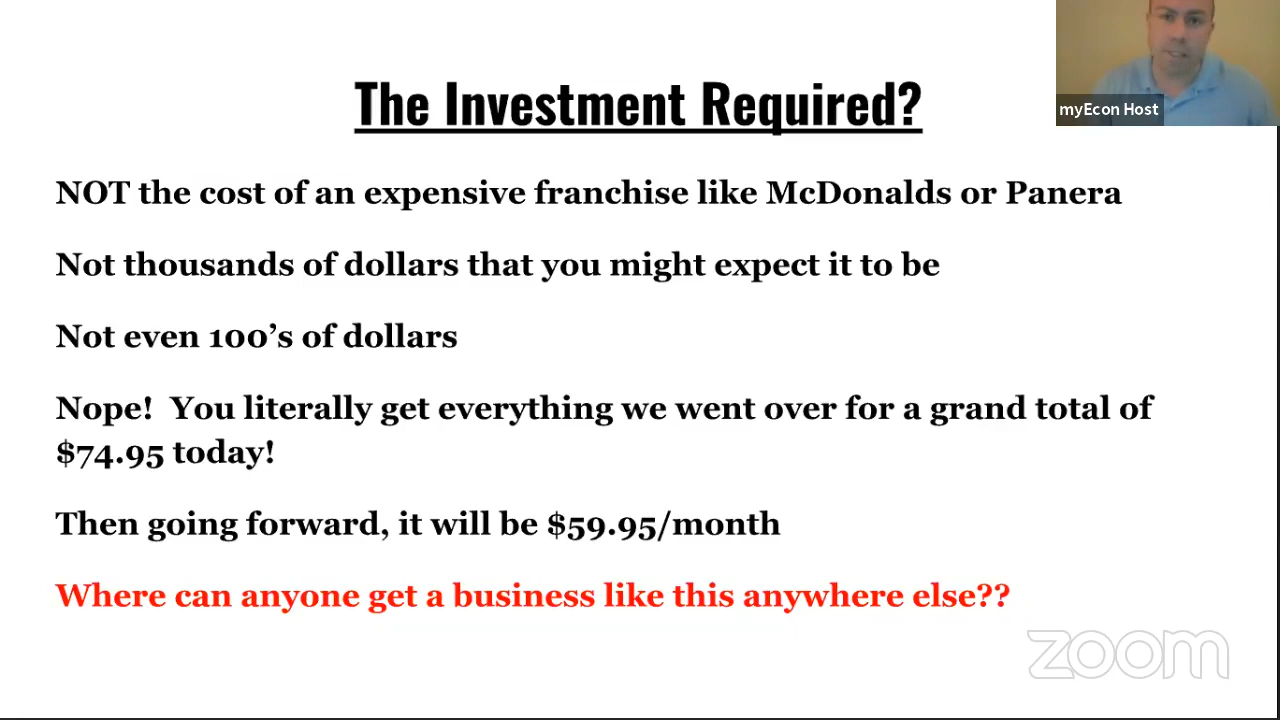 The Investment Required?
myEcon Host
NOT the cost of an expensive franchise like McDonalds or Panera
Not thousands of dollars that you might expect it to be
Not even 100’s of dollars
Nope!  You literally get everything we went over for a grand total of
$74.95 today!
Then going forward, it will be $59.95/month
Where can anyone get a business like this anywhere else??
zoom